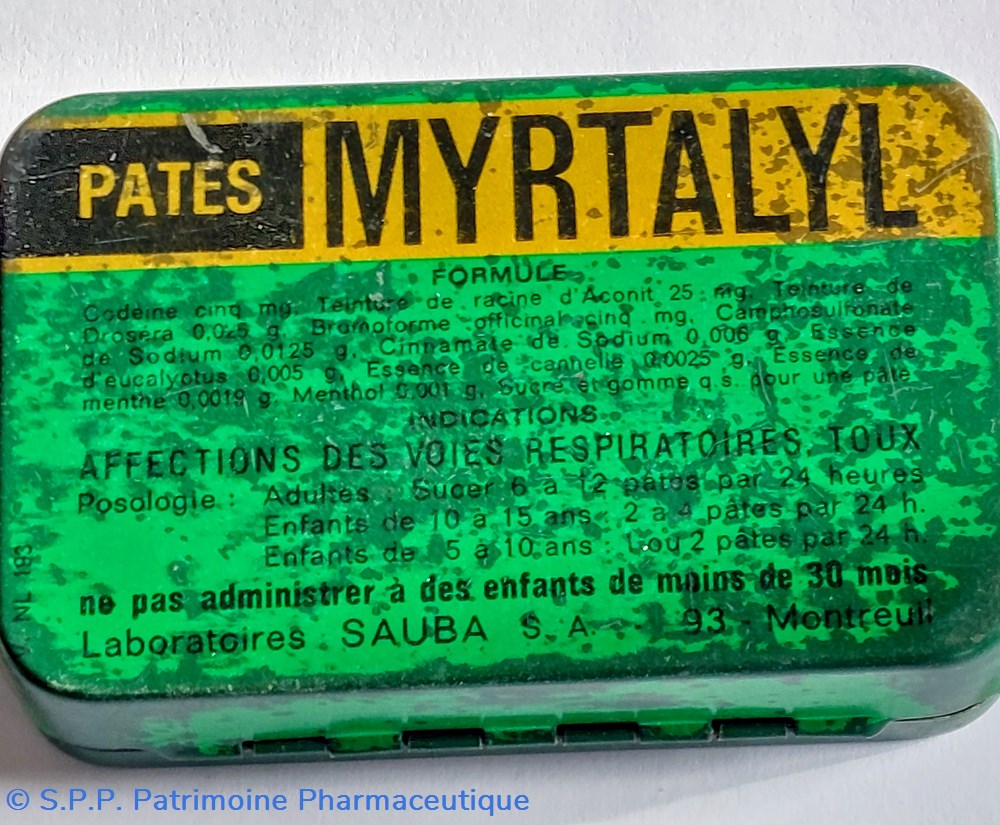 PATES MYRTALYL
FORMULE
Codéine cinq mg. Teinture de racine d'Aconit 25 mg. Teinture de
Drosera 0,025 g. Bromoforme officinal cinq mg. Camphosulfonate
de Sodium 0,0125 g. Cinnamate de Sodium 0,006 g. Essence
d'eucalyptus 0,005 g. Essence de cannelle 0,0025 g. Essence de
menthe 0,0019 g. Menthol 0,001 g. Sucre et gomme q.s. pour une pâte
INDICATIONS
AFFECTIONS DES VOIES RESPIRATOIRES, TOUX
Posologie : Adultes : Sucer 6 à 12 pâtes par 24 heures
Enfants de 10 à 15 ans : 2 à 4 pâtes par 24 h.
Enfants de 5 à 10 ans : 1 ou 2 pâtes par 24 h.
ne pas administrer à des enfants de moins de 30 mois
Laboratoires SAUBA S. A. - 93 - Montreuil
NL 183
© S.P.P. Patrimoine Pharmaceutique